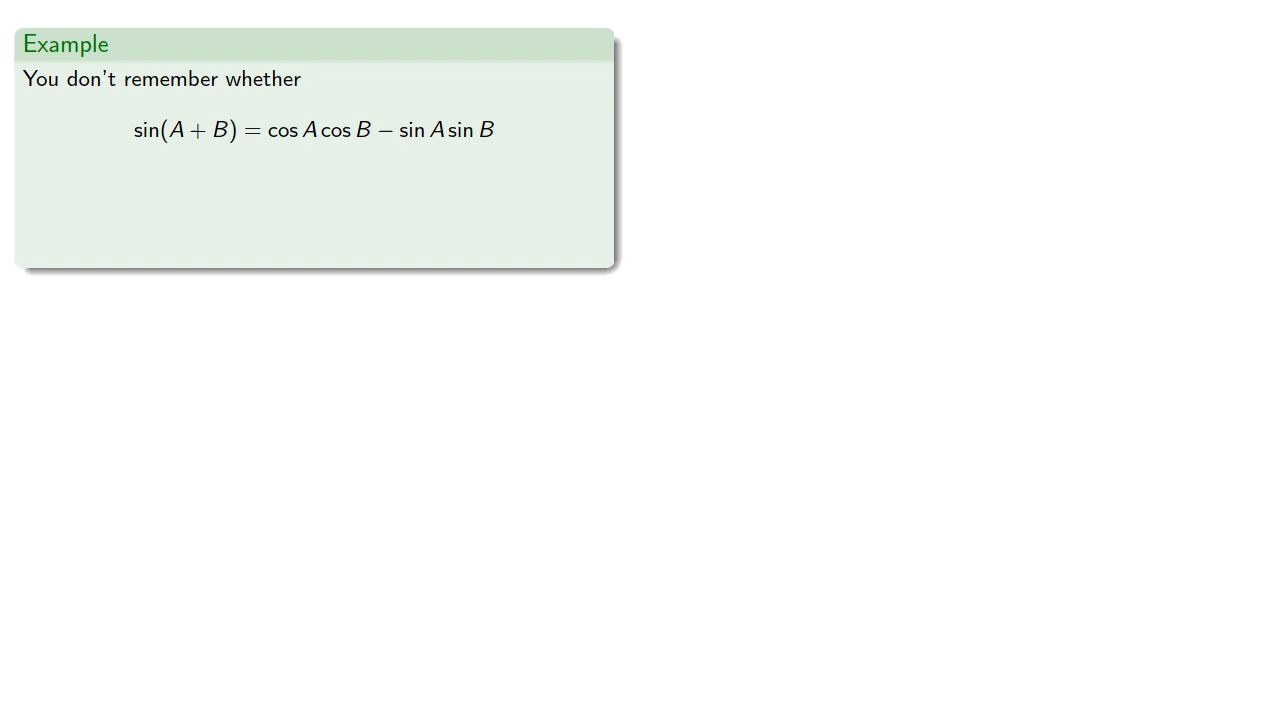 Example
You don't remember whether
sin(A + B) = cos A cos B − sin A sin B